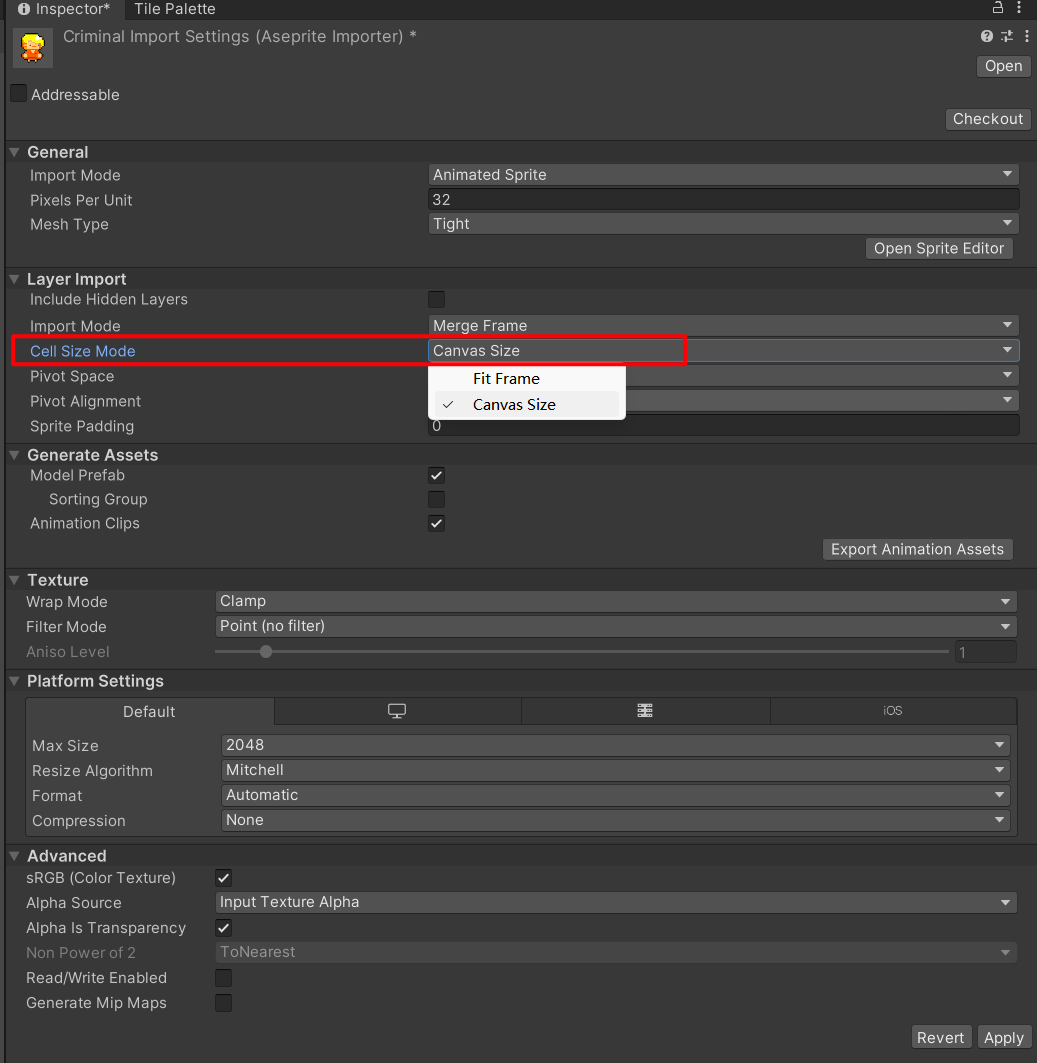 Inspector* Tile Palette
Criminal Import Settings (Aseprite Importer) *
Open
Addressable
Checkout
General
Import Mode Animated Sprite
Pixels Per Unit 32
Mesh Type Tight
Open Sprite Editor
Layer Import
Include Hidden Layers
Import Mode Merge Frame
Cell Size Mode Canvas Size
Pivot Space Fit Frame
Pivot Alignment Canvas Size
Sprite Padding 0
Generate Assets
Model Prefab
Sorting Group
Animation Clips
Export Animation Assets
Texture
Wrap Mode Clamp
Filter Mode Point (no filter)
Aniso Level 1
Platform Settings
Default iOS
Max Size 2048
Resize Algorithm Mitchell
Format Automatic
Compression None
Advanced
sRGB (Color Texture)
Alpha Source Input Texture Alpha
Alpha Is Transparency
Non Power of 2 ToNearest
Read/Write Enabled
Generate Mip Maps
Revert Apply